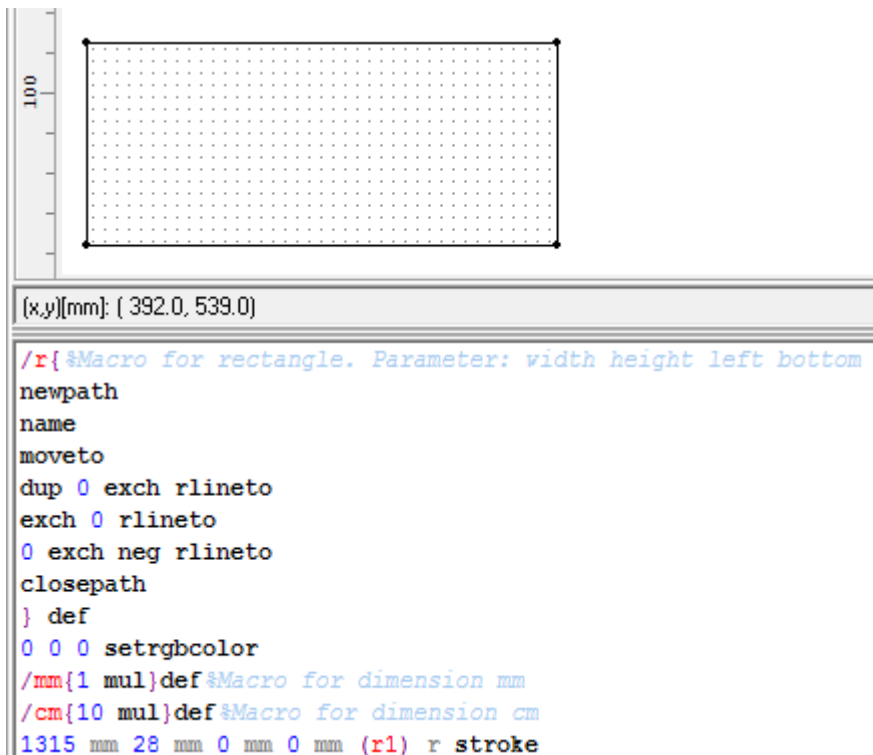 100
(x,y)[mm]: ( 392.0, 539.0)
/r{%Macro for rectangle. Parameter: width height left bottom
newpath
name
moveto
dup 0 exch rlineto
exch 0 rlineto
0 exch neg rlineto
closepath
} def
0 0 0 setrgbcolor
/mm{1 mul}def%Macro for dimension mm
/cm{10 mul}def%Macro for dimension cm
1315 mm 28 mm 0 mm 0 mm (r1) r stroke